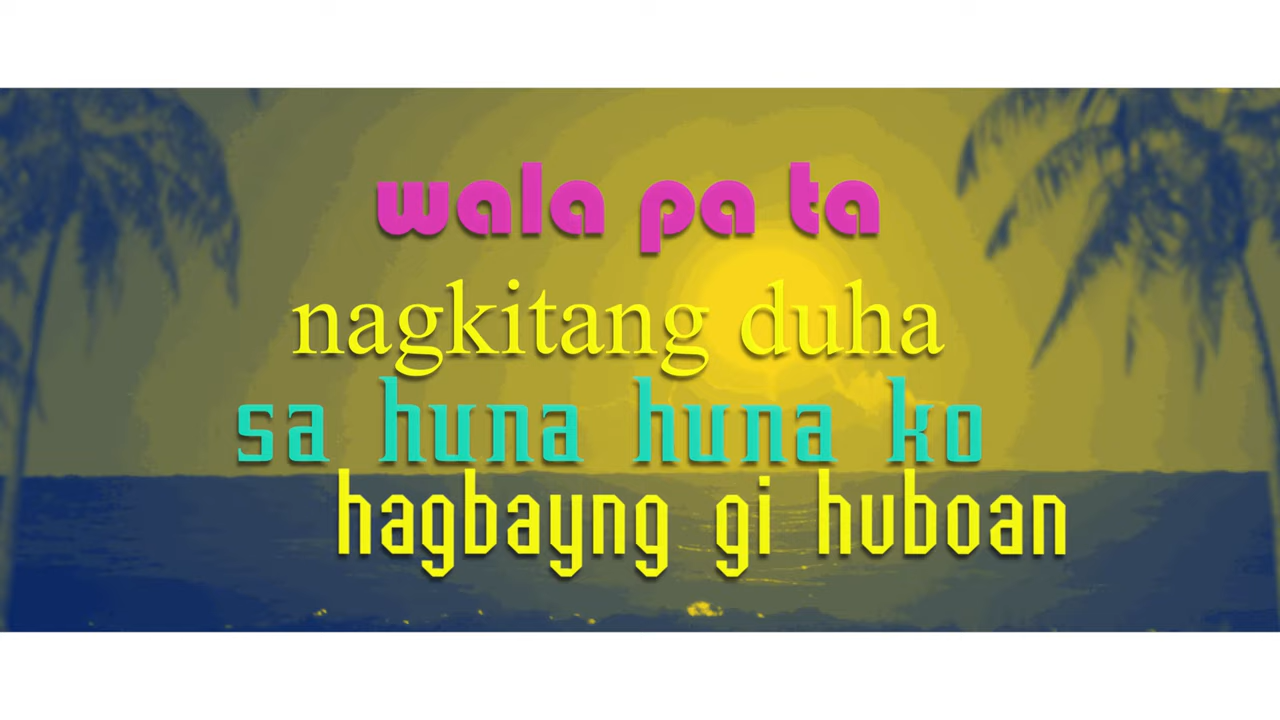 wala pa ta
nagkitang duha
sa huna huna ko
hagbayng gi huboan